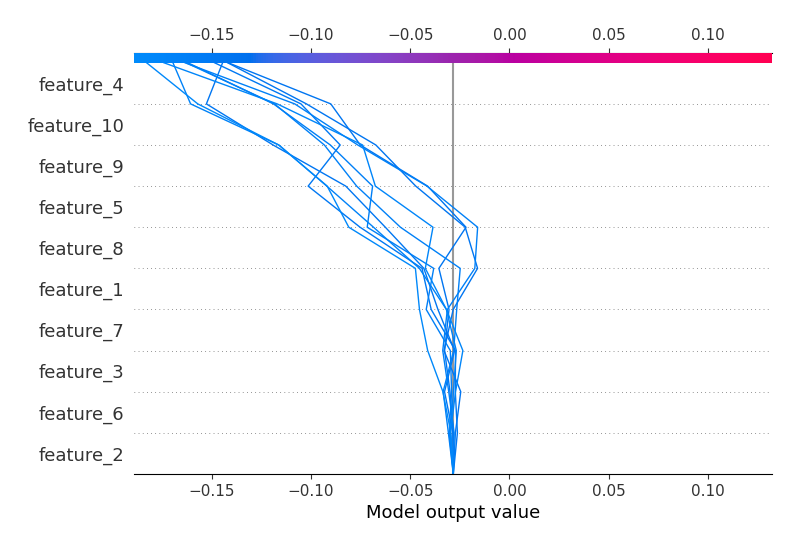 −0.15 −0.10 −0.05 0.00 0.05 0.10
feature_4
feature_10
feature_9
feature_5
feature_8
feature_1
feature_7
feature_3
feature_6
feature_2
−0.15 −0.10 −0.05 0.00 0.05 0.10
Model output value